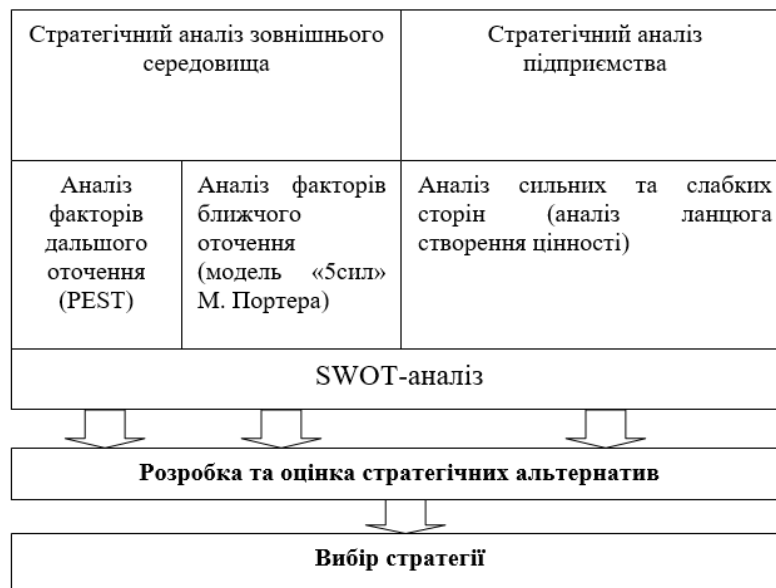 Стратегічний аналіз зовнішнього
середовища
Стратегічний аналіз
підприємства
Аналіз
факторів
дальшого
оточення
(PEST)
Аналіз факторів
ближчого
оточення
(модель «5сил»
М. Портера)
Аналіз сильних та слабких
сторін (аналіз ланцюга
створення цінності)
SWOT-аналіз
Розробка та оцінка стратегічних альтернатив
Вибір стратегії